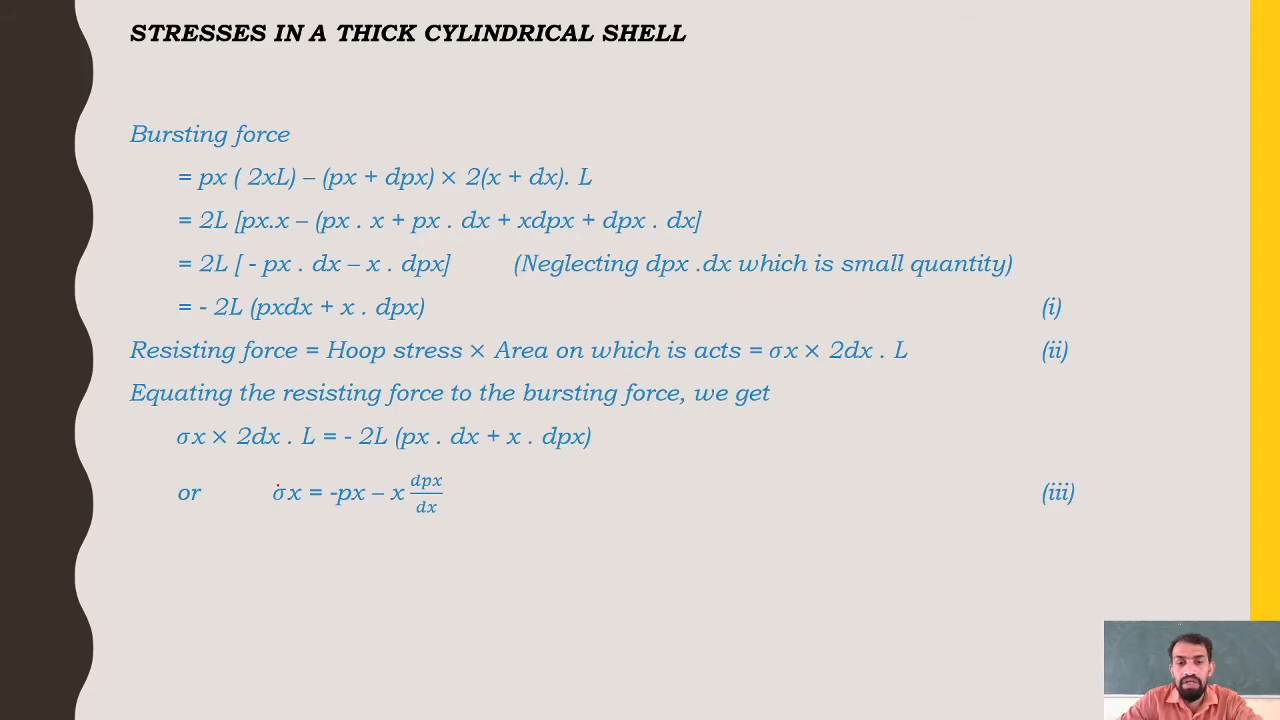 STRESSES IN A THICK CYLINDRICAL SHELL
Bursting force
= px ( 2xL) – (px + dpx) × 2(x + dx). L
= 2L [px.x – (px . x + px . dx + xdpx + dpx . dx]
= 2L [ - px . dx – x . dpx] (Neglecting dpx .dx which is small quantity)
= - 2L (pxdx + x . dpx) (i)
Resisting force = Hoop stress × Area on which is acts = σx × 2dx . L (ii)
Equating the resisting force to the bursting force, we get
σx × 2dx . L = - 2L (px . dx + x . dpx)
or σx = -px – x dpx/dx (iii)